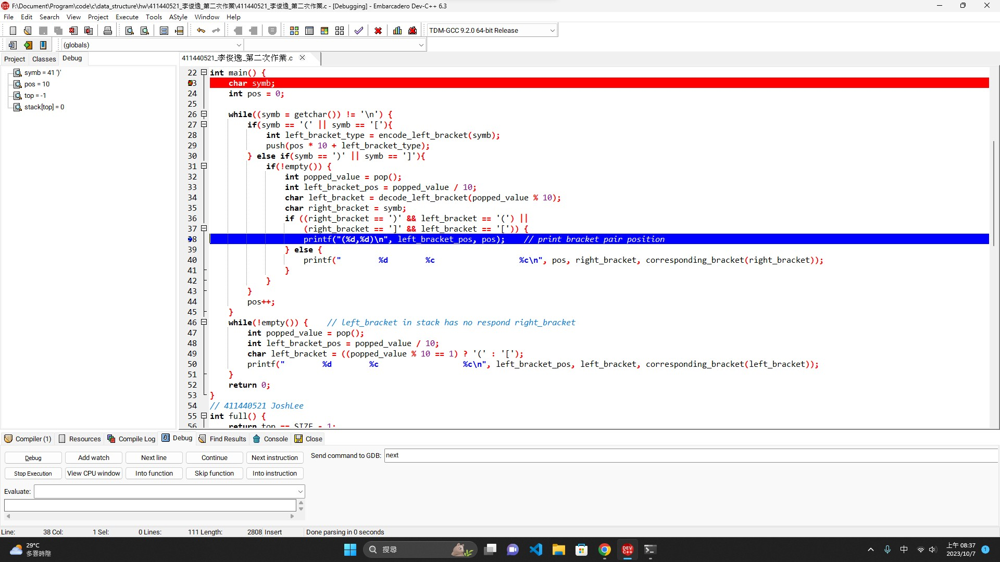 F:\Document\Program\code\c\data_structure\hw\411440521_李俊逸_第二次作業\411440521_李俊逸_第二次作業.c - [Debugging] - Embarcadero Dev-C++ 6.3
File Edit Search View Project Execute Tools AStyle Window Help
TDM-GCC 9.2.0 64-bit Release
(globals)
Project Classes Debug
411440521_李俊逸_第二次作業.c
symb = 41 ')'
pos = 10
top = -1
stack[top] = 0
22 int main() {
23 char symb;
24 int pos = 0;
25
26 while((symb = getchar()) != '\n') {
27 if(symb == '(' || symb == '['){
28 int left_bracket_type = encode_left_bracket(symb);
29 push(pos * 10 + left_bracket_type);
30 } else if(symb == ')' || symb == ']'){
31 if(!empty()) {
32 int popped_value = pop();
33 int left_bracket_pos = popped_value / 10;
34 char left_bracket = decode_left_bracket(popped_value % 10);
35 char right_bracket = symb;
36 if ((right_bracket == ')' && left_bracket == '(') ||
37 (right_bracket == ']' && left_bracket == '[')) {
38 printf("(%d,%d)\n", left_bracket_pos, pos); // print bracket pair position
39 } else {
40 printf(" %d %c %c\n", pos, right_bracket, corresponding_bracket(right_bracket));
41 }
42 }
43 }
44 pos++;
45 }
46 while(!empty()) { // left_bracket in stack has no respond right_bracket
47 int popped_value = pop();
48 int left_bracket_pos = popped_value / 10;
49 char left_bracket = ((popped_value % 10 == 1) ? '(' : '[');
50 printf(" %d %c %c\n", left_bracket_pos, left_bracket, corresponding_bracket(left_bracket));
51 }
52 return 0;
53 }
54 // 411440521 JoshLee
55 int full() {
56 return top == SIZE - 1;
Compiler (1) Resources Compile Log Debug Find Results Console Close
Debug Add watch Next line Continue Next instruction
Send command to GDB: next
Stop Execution View CPU window Into function Skip function Into instruction
Evaluate:
Line: 38 Col: 1 Sel: 0 Lines: 111 Length: 2808 Insert Done parsing in 0 seconds
29°C
多雲時陰
搜尋
DEV C++
中
上午 08:37
2023/10/7
1